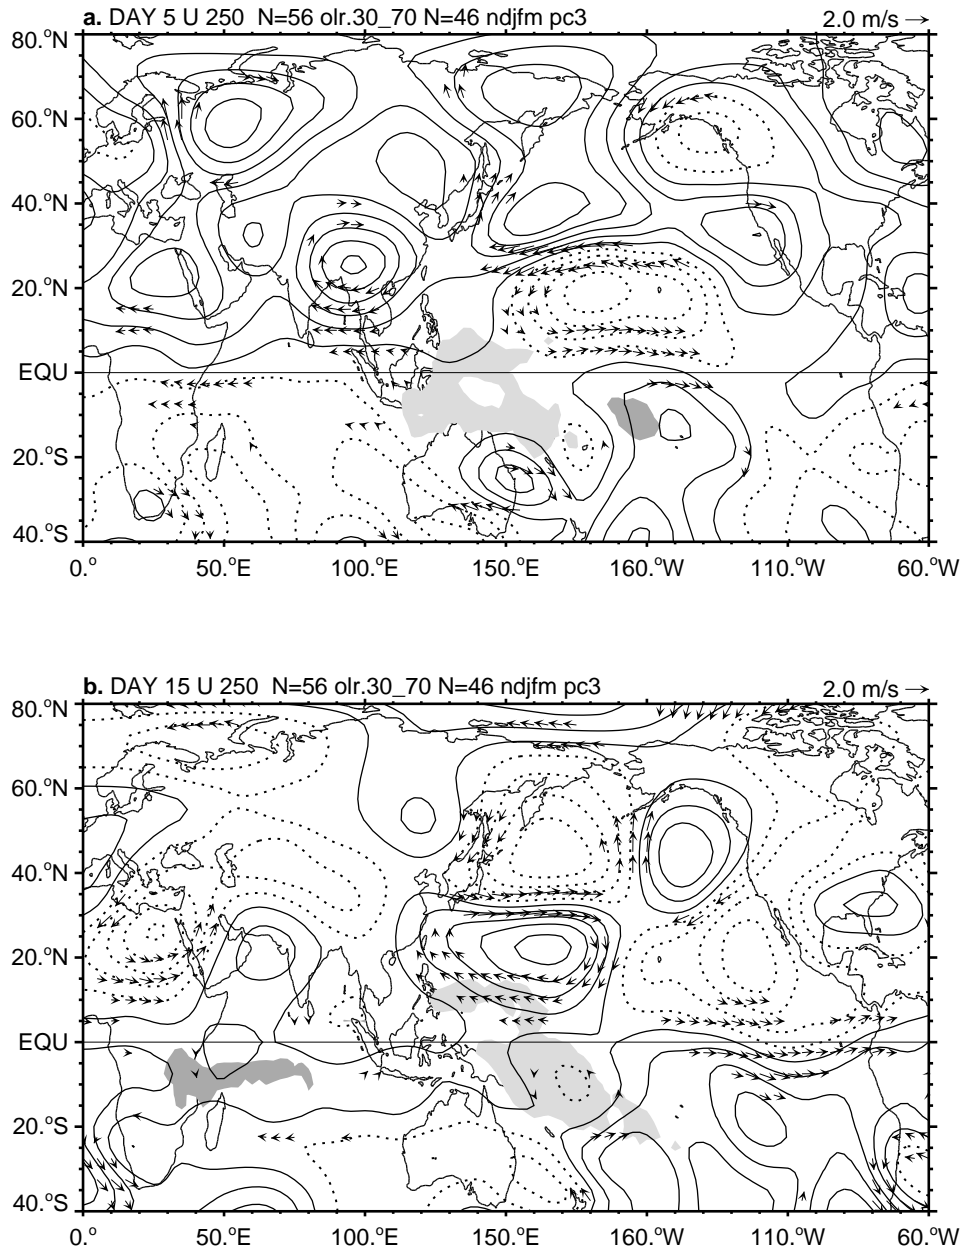 a. DAY 5 U 250 N=56 olr.30_70 N=46 ndjfm pc3 2.0 m/s →
80.°N
60.°N
40.°N
20.°N
EQU
20.°S
40.°S
0.° 50.°E 100.°E 150.°E 160.°W 110.°W 60.°W
b. DAY 15 U 250 N=56 olr.30_70 N=46 ndjfm pc3 2.0 m/s →
80.°N
60.°N
40.°N
20.°N
EQU
20.°S
40.°S
0.° 50.°E 100.°E 150.°E 160.°W 110.°W 60.°W